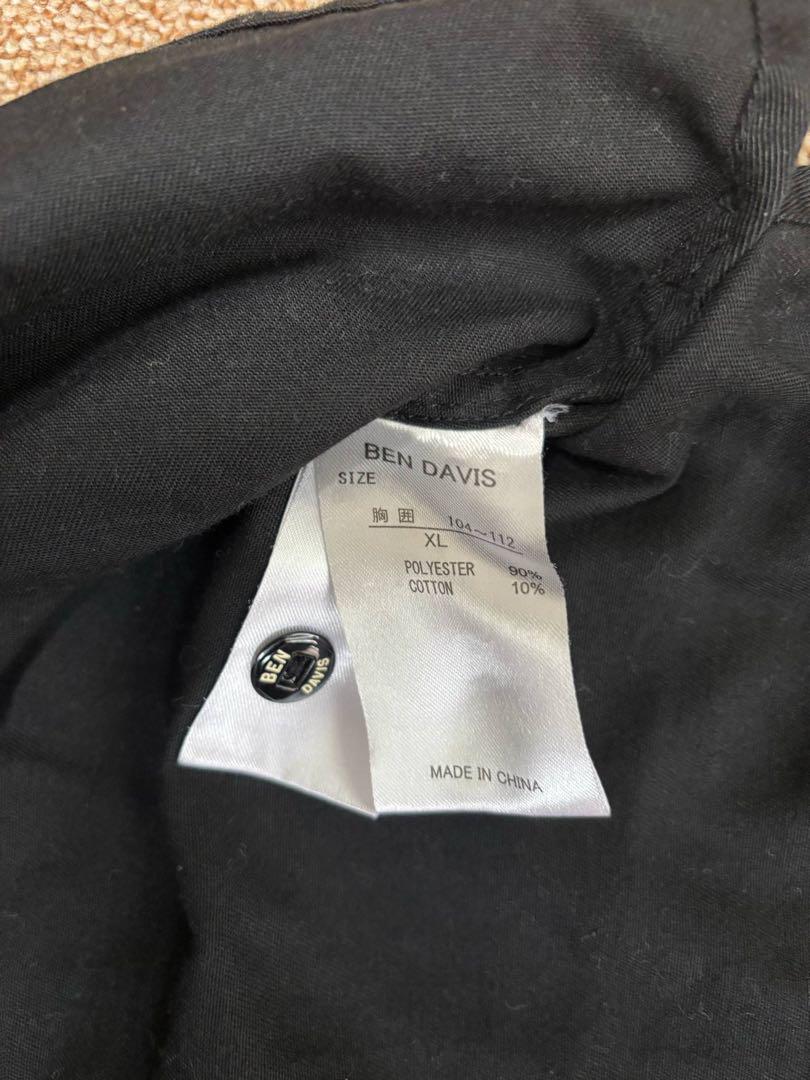 BEN DAVIS
SIZE
胸囲 104～112
XL
POLYESTER 90%
COTTON 10%
BEN
DAVIS
MADE IN CHINA